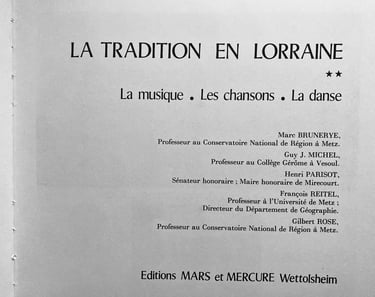 LA TRADITION EN LORRAINE
★★
La musique . Les chansons . La danse
Marc BRUNERYE,
Professeur au Conservatoire National de Région à Metz.
Guy J. MICHEL,
Professeur au Collège Gérôme à Vesoul.
Henri PARISOT,
Sénateur honoraire ; Maire honoraire de Mirecourt.
François REITEL,
Professeur à l'Université de Metz ;
Directeur du Département de Géographie.
Gilbert ROSE,
Professeur au Conservatoire National de Région à Metz.
Editions MARS et MERCURE Wettolsheim